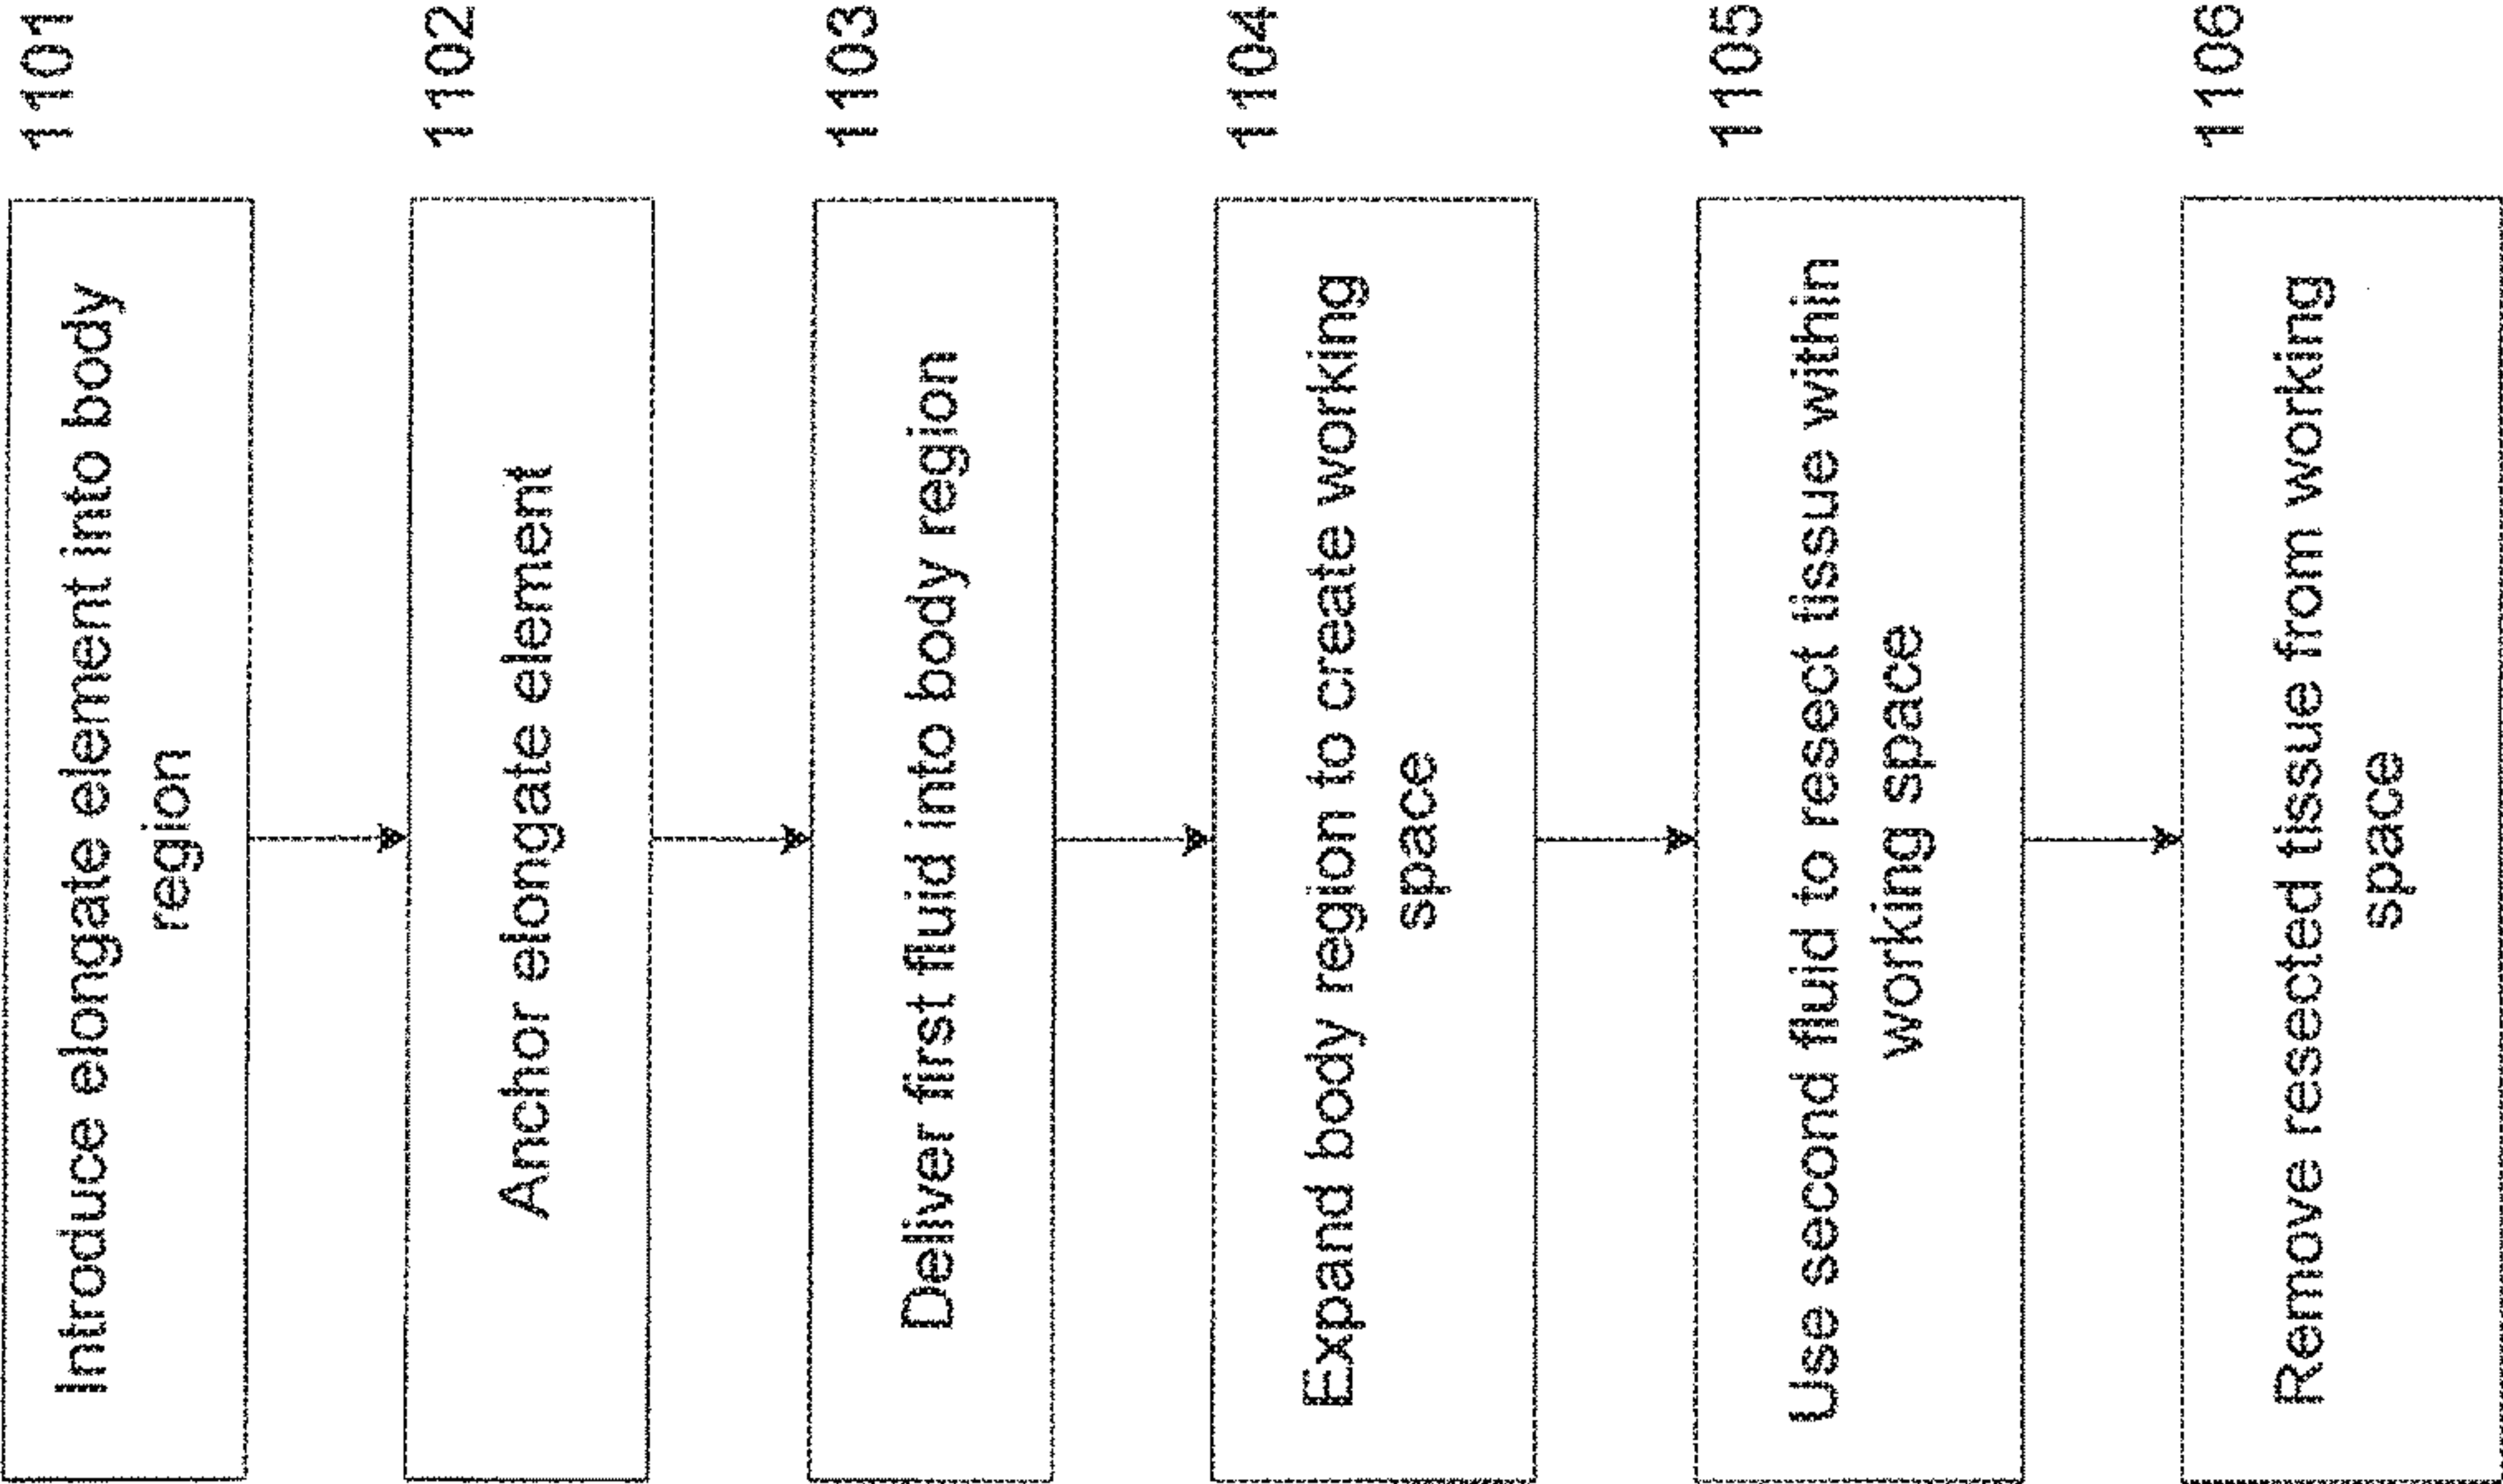 Introduce elongate element into body
region
1101
Anchor elongate element
1102
Deliver first fluid into body region
1103
Expand body region to create working
space
1104
Use second fluid to resect tissue within
working space
1105
Remove resected tissue from working
space
1106